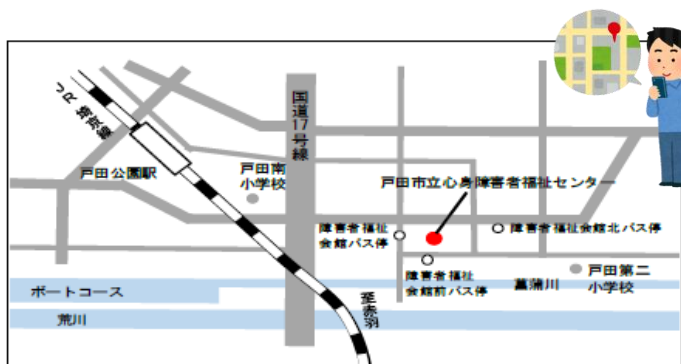 JR 埼京線
国道17号線
戸田公園駅
戸田南
小学校
戸田市立心身障害者福祉センター
障害者福祉
会館バス停
障害者福祉会館北バス停
障害者福祉
会館前バス停
菖蒲川
戸田第二
小学校
ボートコース
荒川
至赤羽